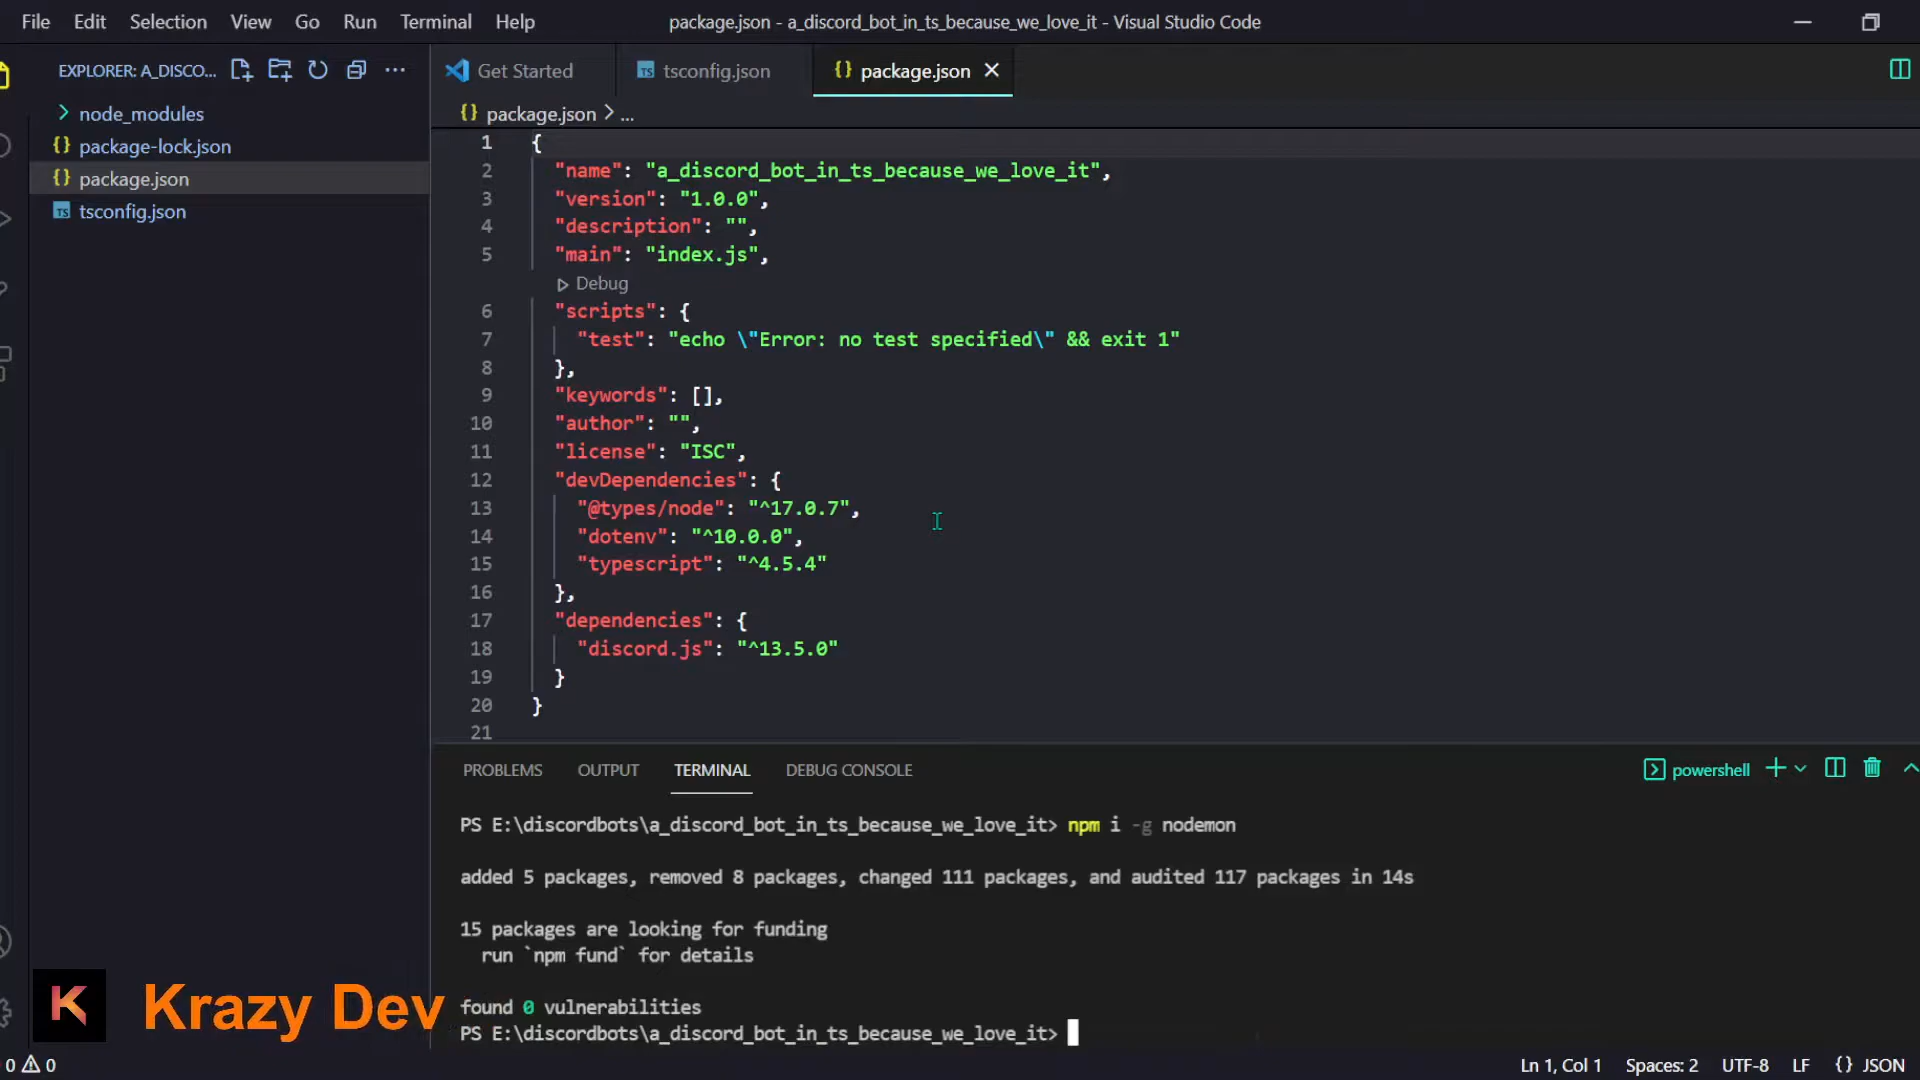 File Edit Selection View Go Run Terminal Help
package.json - a_discord_bot_in_ts_because_we_love_it - Visual Studio Code
EXPLORER: A_DISCO...
node_modules
package-lock.json
package.json
tsconfig.json
Get Started
tsconfig.json
package.json
package.json > ...
1 {
2 "name": "a_discord_bot_in_ts_because_we_love_it",
3 "version": "1.0.0",
4 "description": "",
5 "main": "index.js",
Debug
6 "scripts": {
7 "test": "echo \"Error: no test specified\" && exit 1"
8 },
9 "keywords": [],
10 "author": "",
11 "license": "ISC",
12 "devDependencies": {
13 "@types/node": "^17.0.7",
14 "dotenv": "^10.0.0",
15 "typescript": "^4.5.4"
16 },
17 "dependencies": {
18 "discord.js": "^13.5.0"
19 }
20 }
21
PROBLEMS OUTPUT TERMINAL DEBUG CONSOLE
powershell
PS E:\discordbots\a_discord_bot_in_ts_because_we_love_it> npm i -g nodemon
added 5 packages, removed 8 packages, changed 111 packages, and audited 117 packages in 14s
15 packages are looking for funding
run `npm fund` for details
found 0 vulnerabilities
PS E:\discordbots\a_discord_bot_in_ts_because_we_love_it>
K Krazy Dev
0 0
Ln 1, Col 1 Spaces: 2 UTF-8 LF {} JSON